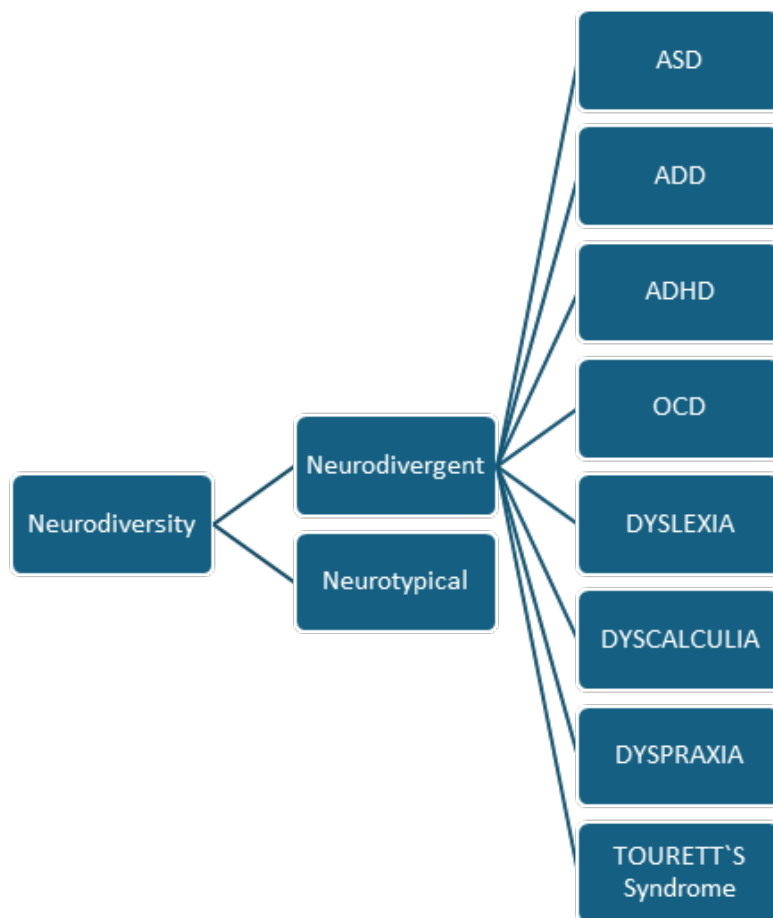 ASD
ADD
ADHD
OCD
Neurodivergent
Neurodiversity
DYSLEXIA
Neurotypical
DYSCALCULIA
DYSPRAXIA
TOURETT`S
Syndrome